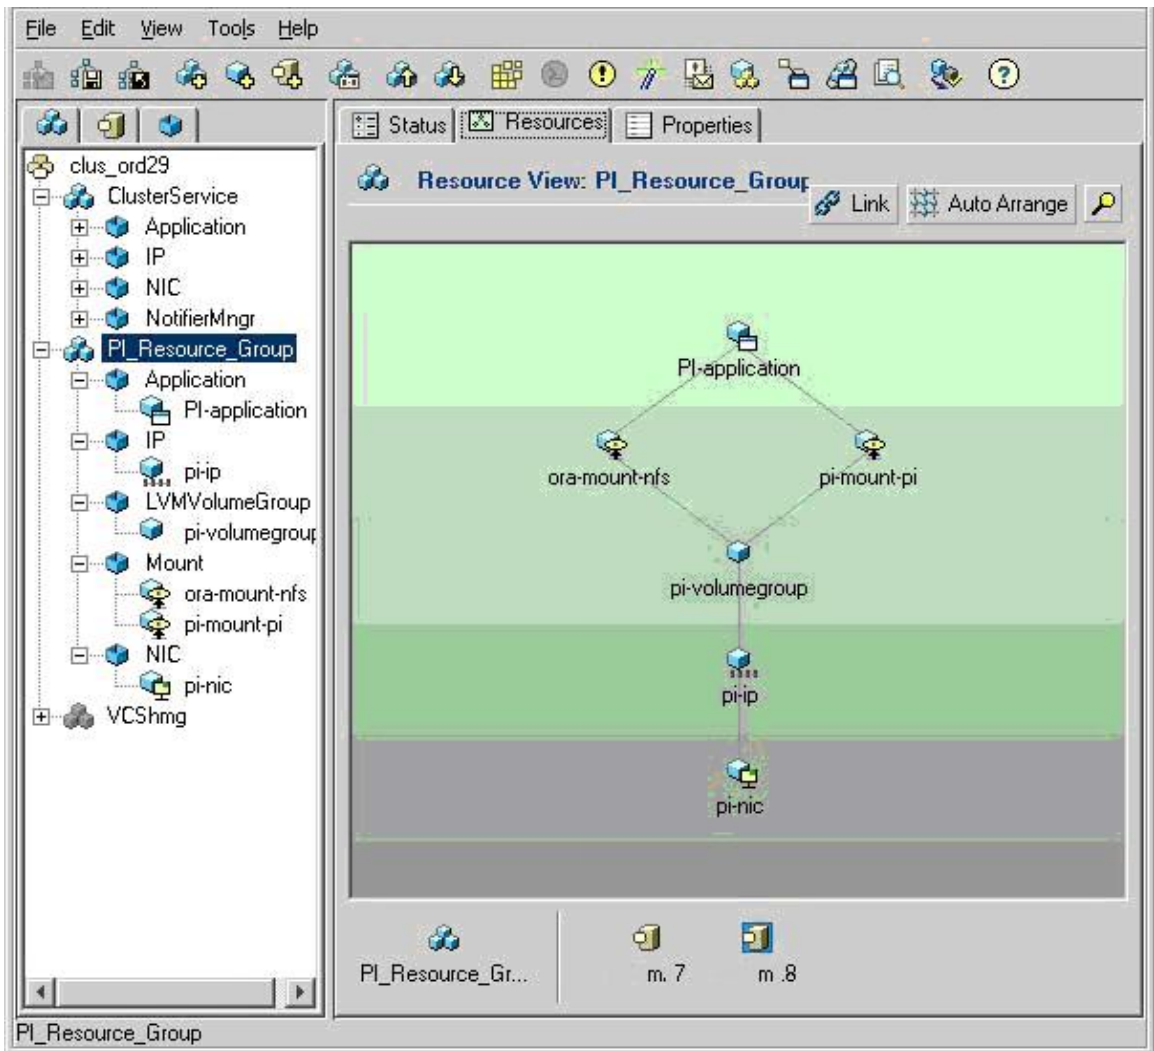 File Edit View Tools Help
Status Resources Properties
clus_ord29
ClusterService
Application
IP
NIC
NotifierMngr
PI_Resource_Group
Application
PI-application
IP
pi-ip
LVMVolumeGroup
pi-volumegroup
Mount
ora-mount-nfs
pi-mount-pi
NIC
pi-nic
VCShmg
Resource View: PI_Resource_Group
Link Auto Arrange
PI-application
ora-mount-nfs pi-mount-pi
pi-volumegroup
pi-ip
pi-nic
PI_Resource_Gr... m. 7 m .8
PI_Resource_Group